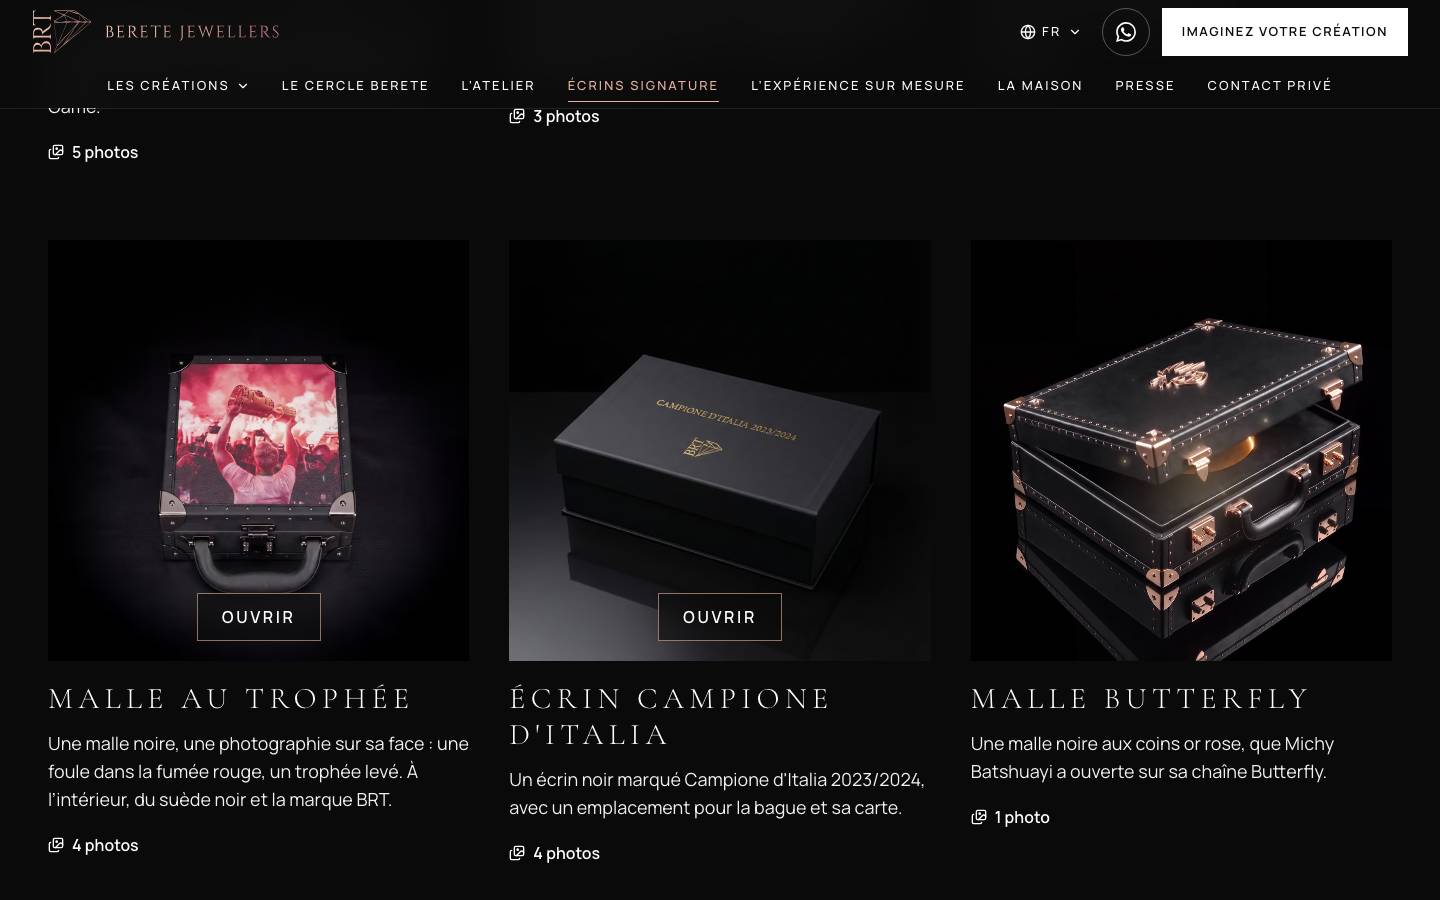 BRT
BERETE JEWELLERS
FR
IMAGINEZ VOTRE CRÉATION
LES CRÉATIONS
LE CERCLE BERETE
L'ATELIER
ÉCRINS SIGNATURE
L'EXPÉRIENCE SUR MESURE
LA MAISON
PRESSE
CONTACT PRIVÉ
Game.
5 photos
3 photos
CAMPIONE D'ITALIA 2023/2024
BRT
OUVRIR
OUVRIR
MALLE AU TROPHÉE
Une malle noire, une photographie sur sa face : une
foule dans la fumée rouge, un trophée levé. À
l'intérieur, du suède noir et la marque BRT.
4 photos
ÉCRIN CAMPIONE
D'ITALIA
Un écrin noir marqué Campione d'Italia 2023/2024,
avec un emplacement pour la bague et sa carte.
4 photos
MALLE BUTTERFLY
Une malle noire aux coins or rose, que Michy
Batshuayi a ouverte sur sa chaîne Butterfly.
1 photo